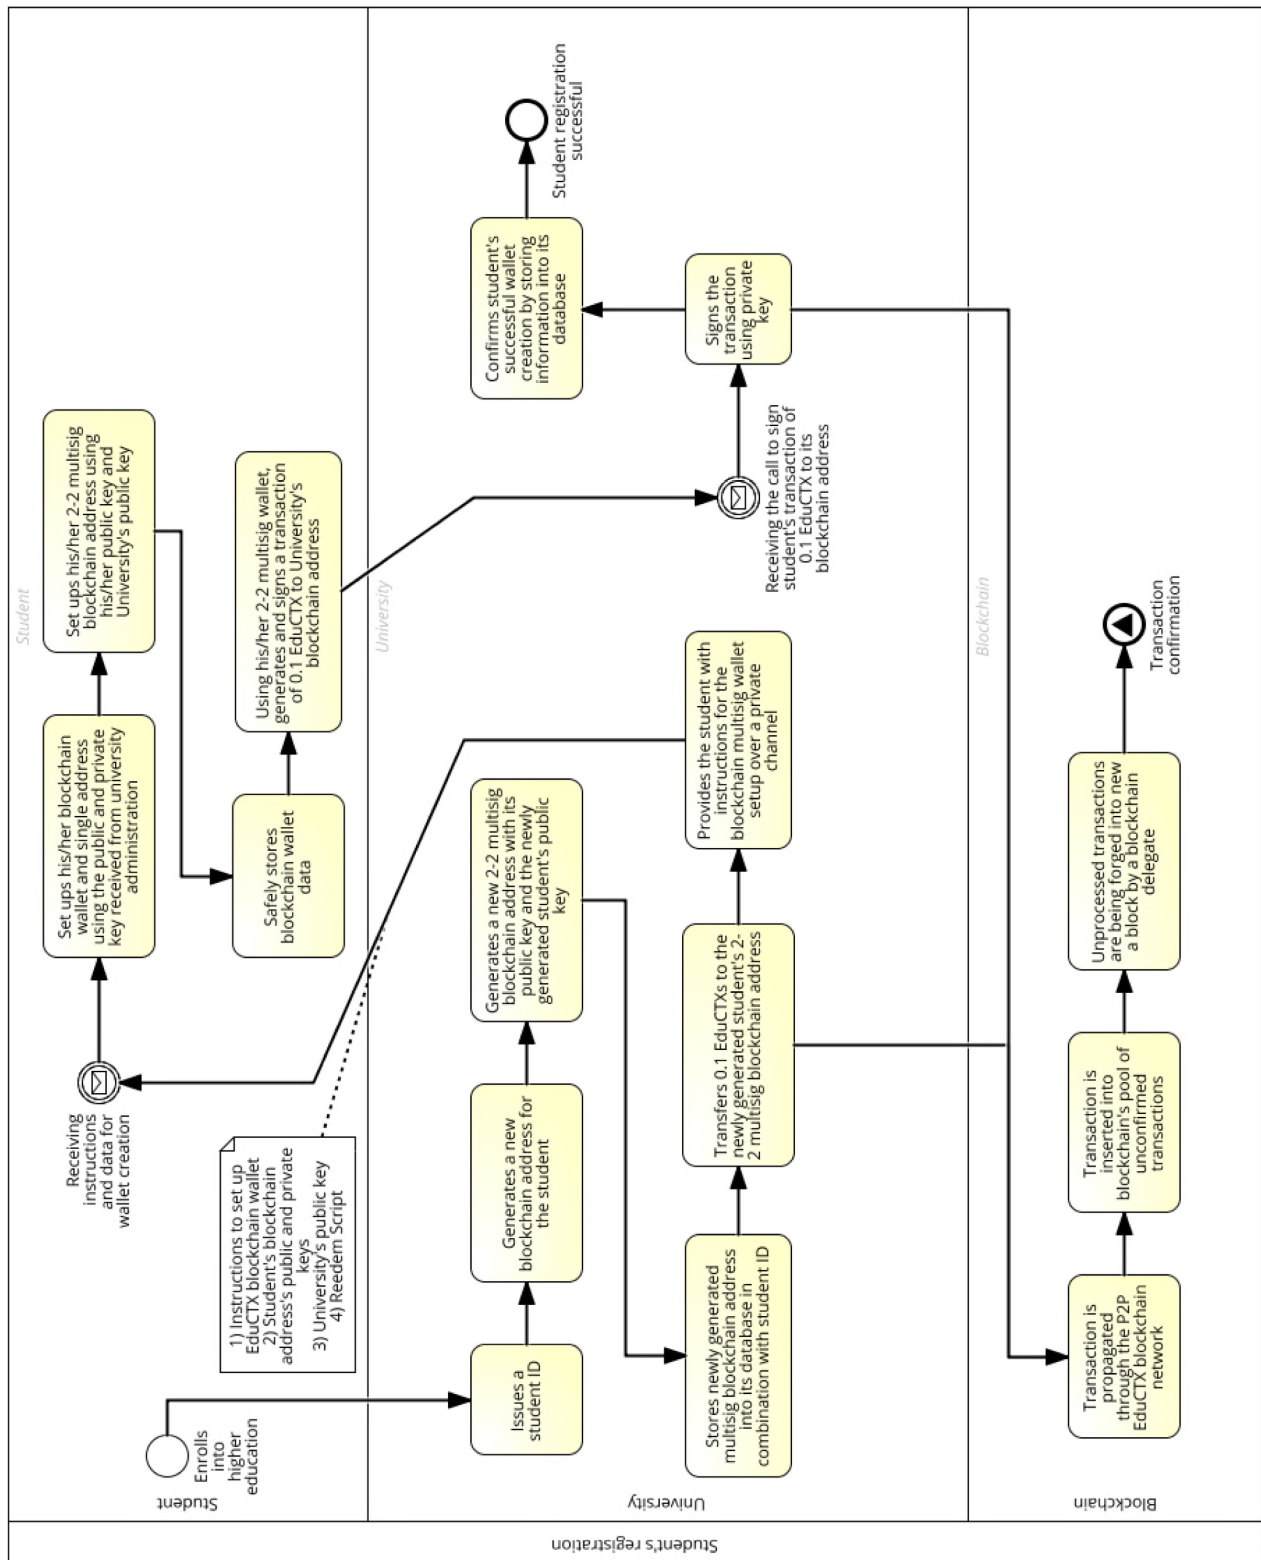 Student's registration
Student
Student
Enrolls
into
higher
education
Receiving
instructions
and data for
wallet creation
Set ups his/her blockchain
wallet and single address
using the public and private
key received from university
administration
Set ups his/her 2-2 multisig
blockchain address using
his/her public key and
University's public key
Safely stores
blockchain wallet
data
Using his/her 2-2 multisig wallet,
generates and signs a transaction
of 0.1 EduCTX to University's
blockchain address
1) Instructions to set up
EduCTX blockchain wallet
2) Student's blockchain
address's public and private
keys
3) University's public key
4) Reedem Script
University
University
Issues a
student ID
Generates a new
blockchain address for
the student
Generates a new 2-2 multisig
blockchain address with its
public key and the newly
generated student's public
key
Stores newly generated
multisig blockchain address
into its database in
combination with student ID
Transfers 0.1 EduCTXs to the
newly generated student's 2-
2 multisig blockchain address
Provides the student with
instructions for the
blockchain multisig wallet
setup over a private
channel
Receiving the call to sign
student's transaction of
0.1 EduCTX to its
blockchain address
Signs the
transaction
using private
key
Confirms student's
successful wallet
creation by storing
information into its
database
Student registration
successful
Blockchain
Blockchain
Transaction is
propagated
through the P2P
EduCTX blockchain
network
Transaction is
inserted into
blockchain's pool of
unconfirmed
transactions
Unprocessed transactions
are being forged into new
a block by a blockchain
delegate
Transaction
confirmation